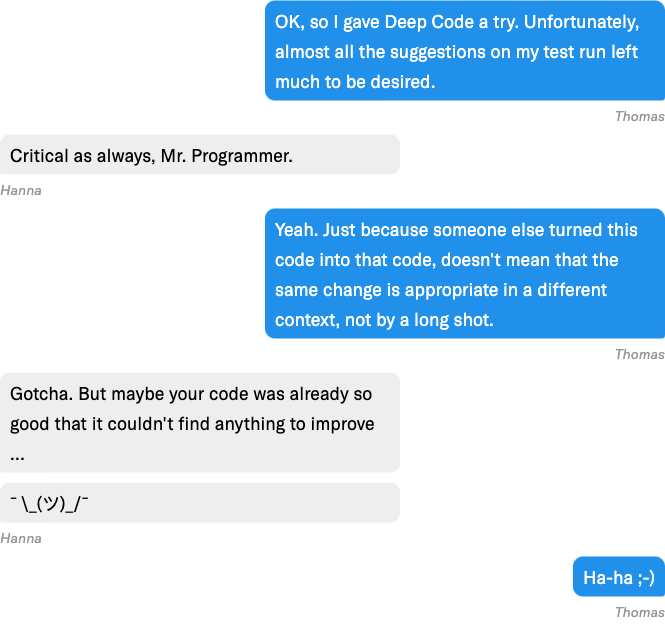 OK, so I gave Deep Code a try. Unfortunately,
almost all the suggestions on my test run left
much to be desired.
Thomas
Critical as always, Mr. Programmer.
Hanna
Yeah. Just because someone else turned this
code into that code, doesn't mean that the
same change is appropriate in a different
context, not by a long shot.
Thomas
Gotcha. But maybe your code was already so
good that it couldn't find anything to improve
...
¯ \_(ツ)_/¯
Hanna
Ha-ha ;-)
Thomas